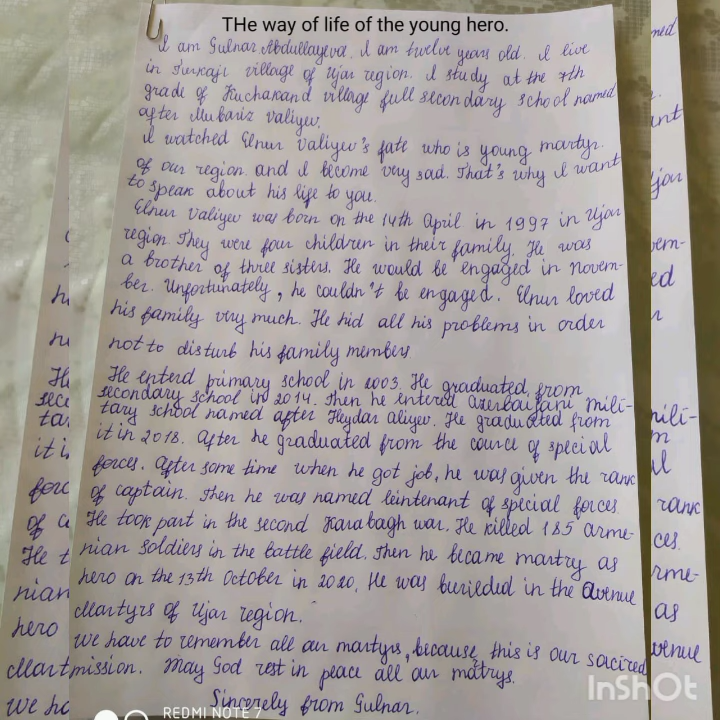 THe way of life of the young hero.
I am Gulnar Abdullayeva. I am twelve years old. I live
in Turkaji village of Ujar region. I study at the 7th
grade of Kuchakand village full secondary school named
after Mubariz Valiyev.
I watched Elnur Valiyev's fate who is young martyr.
of our region and I become very sad. That's why I want
to speak about his life to you.
Elnur Valiyev was born on the 14th April in 1997 in Ujar
region. They were four children in their family. He was
a brother of three sisters. He would be engaged in Novem-
ber. Unfortunately, he couldn't be engaged. Elnur loved
his family very much. He hid all his problems in order
not to disturb his family members
He enterd primary school in 2003. He graduated from
secondary school in 2014. Then he entered Azerbaijani mili-
tary school named after Heydar Aliyev. He graduated from
it in 2018. After he graduated from the cource of special
forces. After some time when he got job, he was given the rank
of captain. Then he was named leintenant of special forces
He took part in the second Karabagh war. He killed 185 arme-
nian soldiers in the battle field. Then he became martry as
hero on the 13th October in 2020. He was burieded in the avenue
Martyrs of Ujar region.
We have to remember all our martyrs, because, this is our sacired
mission. May God rest in peace all our matrys.
Sincerely from Gulnar.
REDMI NOTE 7
InShOt